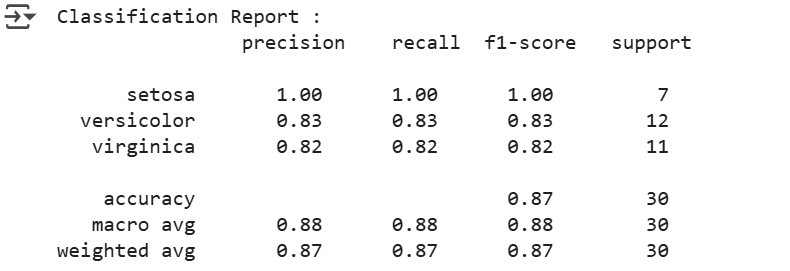 Classification Report :
precision recall f1-score support
setosa 1.00 1.00 1.00 7
versicolor 0.83 0.83 0.83 12
virginica 0.82 0.82 0.82 11
accuracy 0.87 30
macro avg 0.88 0.88 0.88 30
weighted avg 0.87 0.87 0.87 30